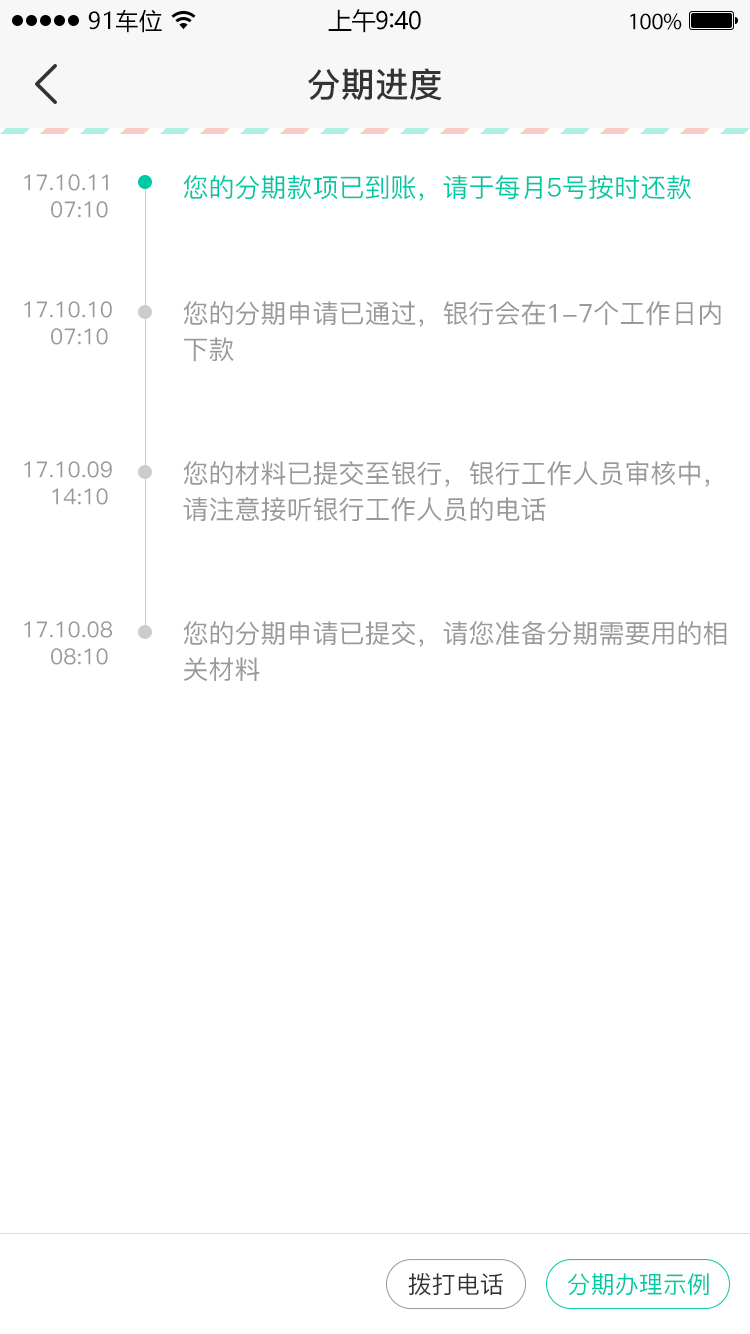 91车位 上午9:40 100%
分期进度
17.10.11
07:10
您的分期款项已到账，请于每月5号按时还款
17.10.10
07:10
您的分期申请已通过，银行会在1-7个工作日内
下款
17.10.09
14:10
您的材料已提交至银行，银行工作人员审核中，
请注意接听银行工作人员的电话
17.10.08
08:10
您的分期申请已提交，请您准备分期需要用的相
关材料
拨打电话 分期办理示例